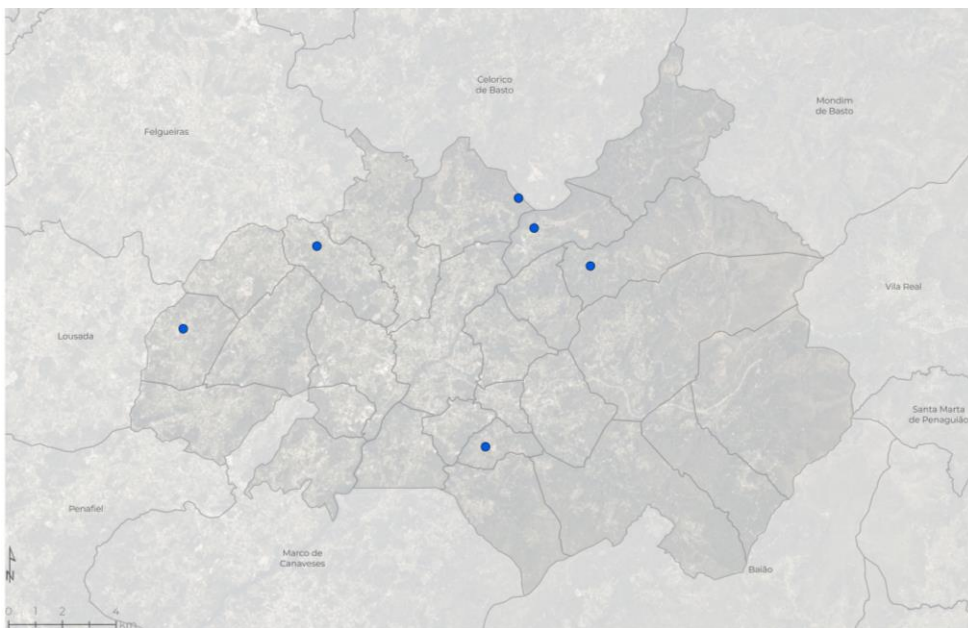 Celorico
de Basto
Mondim
de Basto
Felgueiras
Vila Real
Lousada
Santa Marta
de Penaguião
Penafiel
Marco de
Canaveses
Baião
N
0 1 2 4
km